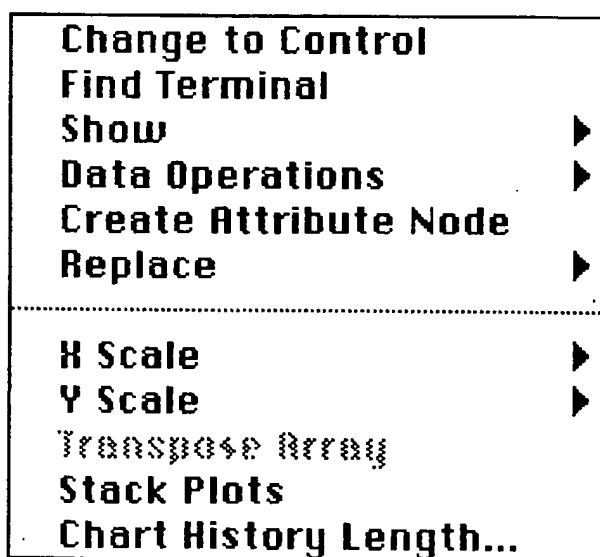 Change to Control
Find Terminal
Show
Data Operations
Create Attribute Node
Replace
X Scale
Y Scale
Transpose Array
Stack Plots
Chart History Length...